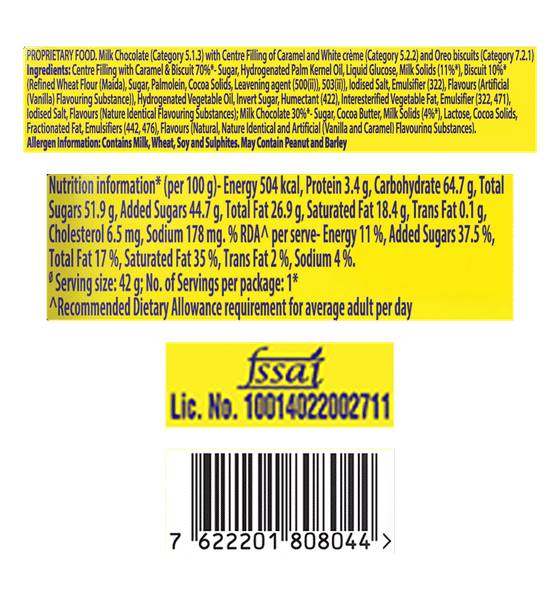 PROPRIETARY FOOD. Milk Chocolate (Category 5.1.3) with Centre Filling of Caramel and White crème (Category 5.2.2) and Oreo biscuits (Category 7.2.1)
Ingredients: Centre Filling with Caramel & Biscuit 70%*- Sugar, Hydrogenated Palm Kernel Oil, Liquid Glucose, Milk Solids (11%*), Biscuit 10%*
(Refined Wheat Flour (Maida), Sugar, Palmolein, Cocoa Solids, Leavening agent (500(ii)), 503(ii)), Iodised Salt, Emulsifier (322), Flavours (Artificial
(Vanilla) Flavouring Substance)), Hydrogenated Vegetable Oil, Invert Sugar, Humectant (422), Interesterified Vegetable Fat, Emulsifier (322, 471),
Iodised Salt, Flavours (Nature Identical Flavouring Substances); Milk Chocolate 30%*- Sugar, Cocoa Butter, Milk Solids (4%*), Lactose, Cocoa Solids,
Fractionated Fat, Emulsifiers (442, 476), Flavours (Natural, Nature Identical and Artificial (Vanilla and Caramel) Flavouring Substances).
Allergen Information: Contains Milk, Wheat, Soy and Sulphites. May Contain Peanut and Barley
Nutrition information* (per 100 g)- Energy 504 kcal, Protein 3.4 g, Carbohydrate 64.7 g, Total
Sugars 51.9 g, Added Sugars 44.7 g, Total Fat 26.9 g, Saturated Fat 18.4 g, Trans Fat 0.1 g,
Cholesterol 6.5 mg, Sodium 178 mg. % RDA^ per serve- Energy 11 %, Added Sugars 37.5 %,
Total Fat 17 %, Saturated Fat 35 %, Trans Fat 2 %, Sodium 4 %.
Ø Serving size: 42 g; No. of Servings per package: 1*
^Recommended Dietary Allowance requirement for average adult per day
fssai
Lic. No. 10014022002711
7 622201 808044 >